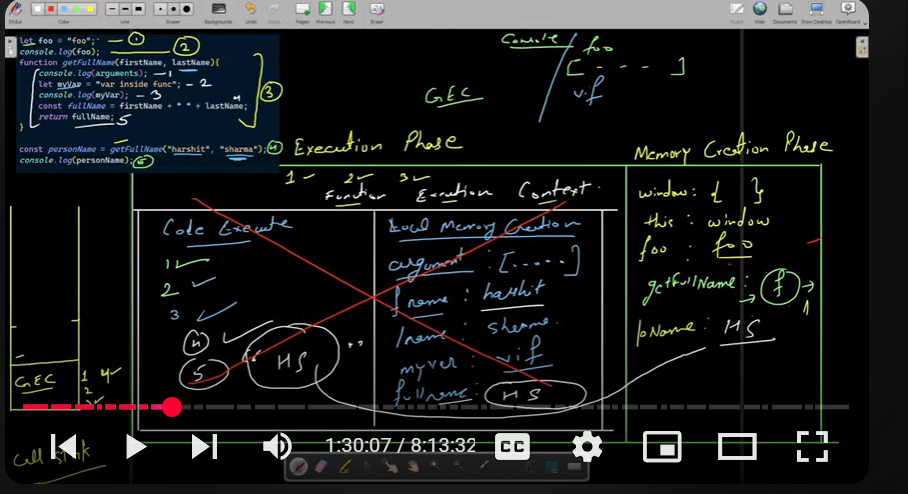 Stylus
Color
Line
Eraser
Backgrounds
Undo
Redo
Pages
Previous
Next
Erase
Board
Web
Documents
Show Desktop
OpenBoard
let foo = "foo"; 1
console.log(foo); 2
function getFullName(firstName, lastName){
console.log(arguments); - 1
let myVar = "var inside func"; - 2
console.log(myVar); - 3
const fullName = firstName + " " + lastName; 4
return fullName; 5
} 3
const personName = getFullName("harshit", "sharma"); 4
console.log(personName); 5
Console
foo
[ - - - ]
v.i.f
GEC
Execution Phase
Memory Creation Phase
1 2 3
Function Execution Context
Code Execute
Local Memory Creation
1
2
3
4
5
HS
argument : [.....]
fname : harshit
lname : sharma
myver : v.i.f
fullname : HS
window : { }
this : window
foo : foo
getFullName : f 1
pName : HS
GEC 1 4
2
3
Call Stack
1:30:07 / 8:13:32
CC